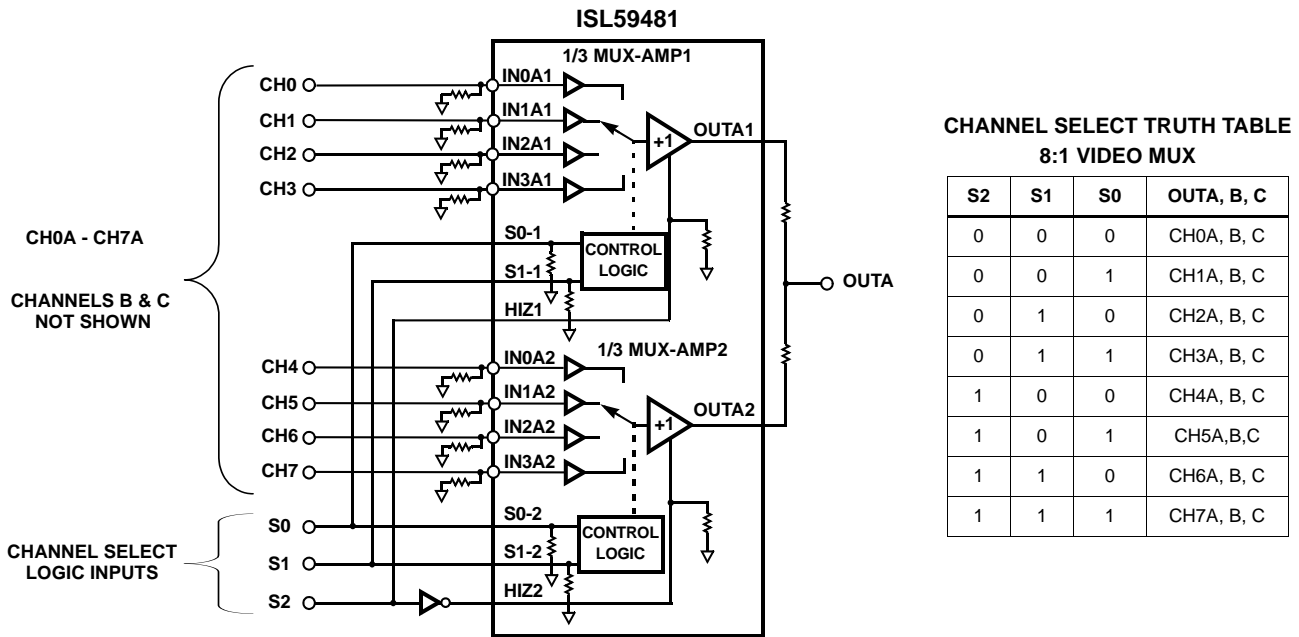 ISL59481
1/3 MUX-AMP1
CH0
IN0A1
CH1
IN1A1
CH2
IN2A1
CH3
IN3A1
+1
OUTA1
CH0A - CH7A
CHANNELS B & C
NOT SHOWN
S0-1
S1-1
CONTROL
LOGIC
HIZ1
OUTA
1/3 MUX-AMP2
CH4
IN0A2
CH5
IN1A2
CH6
IN2A2
CH7
IN3A2
+1
OUTA2
CHANNEL SELECT
LOGIC INPUTS
S0
S0-2
S1
S1-2
CONTROL
LOGIC
S2
HIZ2
CHANNEL SELECT TRUTH TABLE
8:1 VIDEO MUX
S2 S1 S0 OUTA, B, C
0 0 0 CH0A, B, C
0 0 1 CH1A, B, C
0 1 0 CH2A, B, C
0 1 1 CH3A, B, C
1 0 0 CH4A, B, C
1 0 1 CH5A,B,C
1 1 0 CH6A, B, C
1 1 1 CH7A, B, C